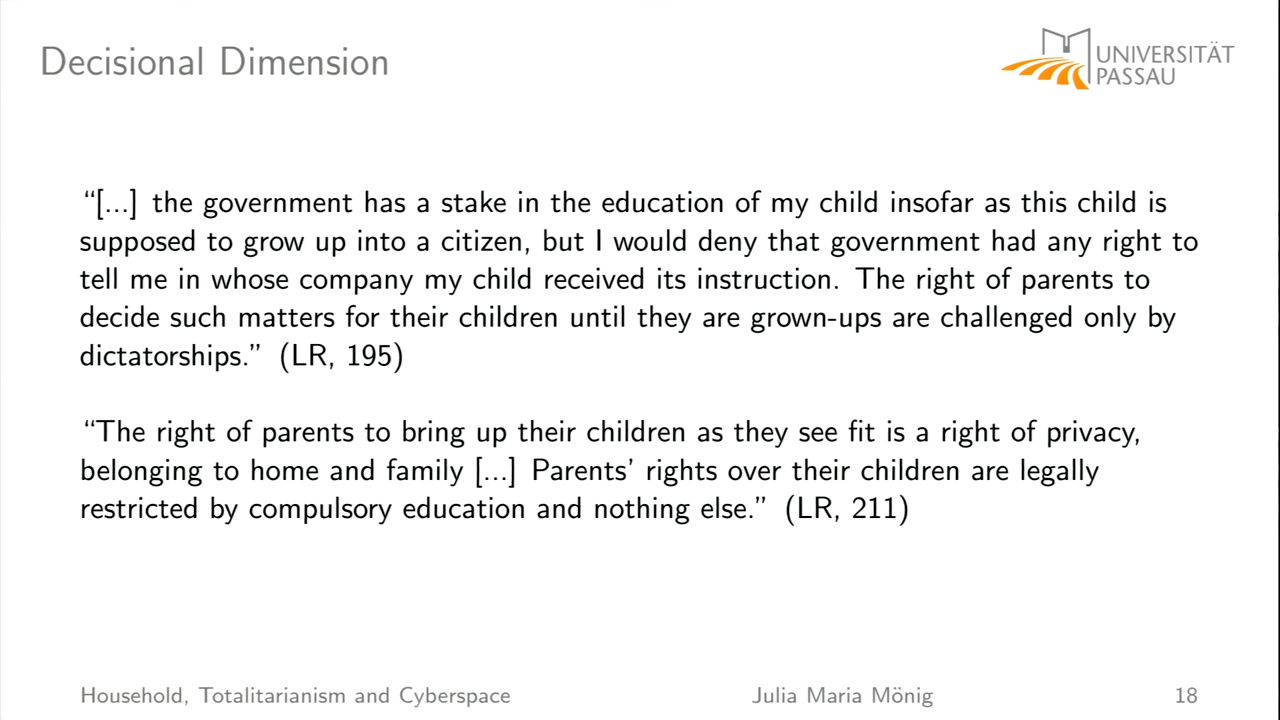 Decisional Dimension
UNIVERSITÄT
PASSAU
“[...] the government has a stake in the education of my child insofar as this child is
supposed to grow up into a citizen, but I would deny that government had any right to
tell me in whose company my child received its instruction. The right of parents to
decide such matters for their children until they are grown-ups are challenged only by
dictatorships.” (LR, 195)
“The right of parents to bring up their children as they see fit is a right of privacy,
belonging to home and family [...] Parents’ rights over their children are legally
restricted by compulsory education and nothing else.” (LR, 211)
Household, Totalitarianism and Cyberspace
Julia Maria Mönig
18